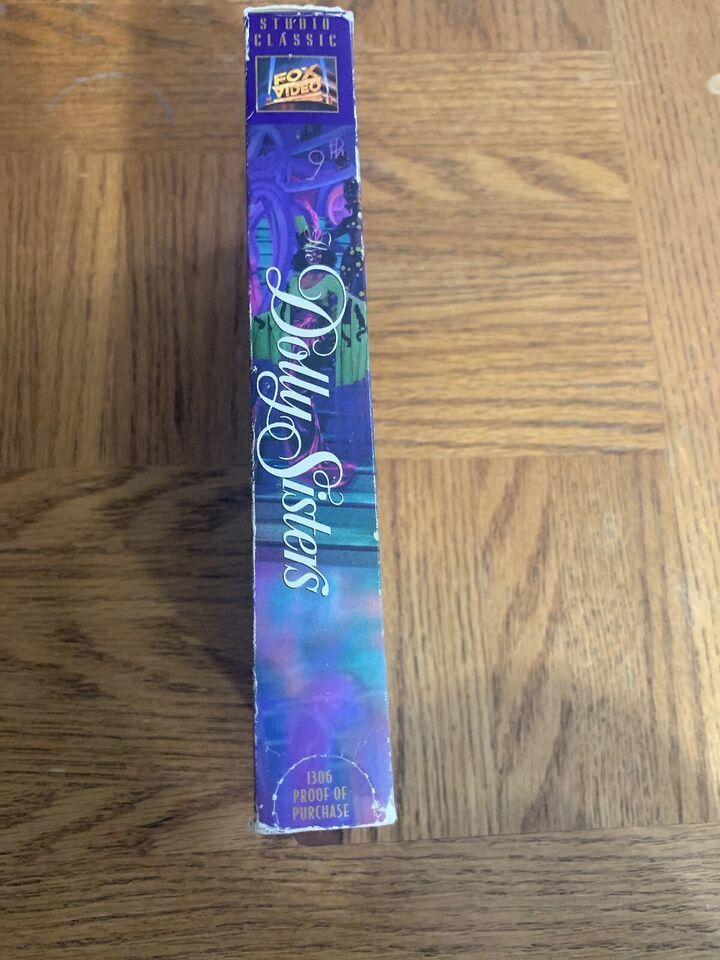 STUDIO
CLASSIC
FOX
VIDEO
The
Dolly Sisters
1306
PROOF OF
PURCHASE